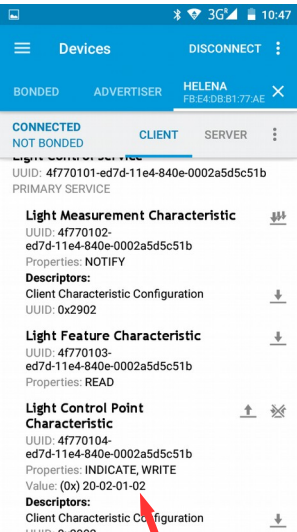 3G 10:47
Devices DISCONNECT
BONDED ADVERTISER HELENA
FB:E4:DB:B1:77:AE
CONNECTED
NOT BONDED CLIENT SERVER
Light Control Service
UUID: 4f770101-ed7d-11e4-840e-0002a5d5c51b
PRIMARY SERVICE
Light Measurement Characteristic
UUID: 4f770102-
ed7d-11e4-840e-0002a5d5c51b
Properties: NOTIFY
Descriptors:
Client Characteristic Configuration
UUID: 0x2902
Light Feature Characteristic
UUID: 4f770103-
ed7d-11e4-840e-0002a5d5c51b
Properties: READ
Light Control Point
Characteristic
UUID: 4f770104-
ed7d-11e4-840e-0002a5d5c51b
Properties: INDICATE, WRITE
Value: (0x) 20-02-01-02
Descriptors:
Client Characteristic Configuration
UUID: 0x2902